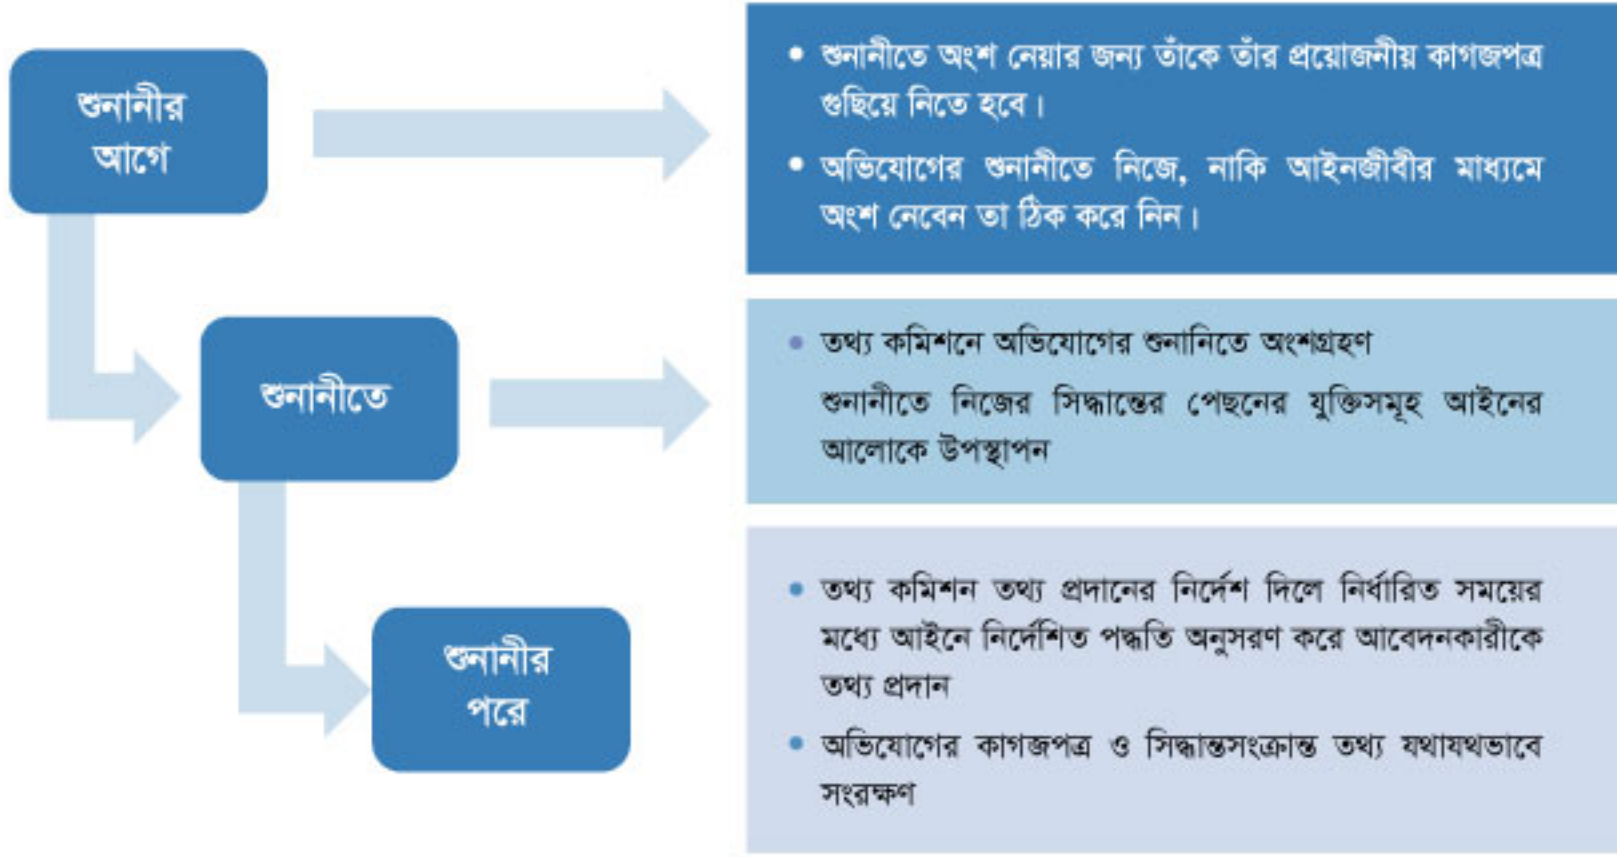 শুনানীর
আগে
শুনানীতে অংশ নেয়ার জন্য তাঁকে তাঁর প্রয়োজনীয় কাগজপত্র
গুছিয়ে নিতে হবে।
অভিযোগের শুনানীতে নিজে, নাকি আইনজীবীর মাধ্যমে
অংশ নেবেন তা ঠিক করে নিন।
শুনানীতে
তথ্য কমিশনে অভিযোগের শুনানিতে অংশগ্রহণ
শুনানীতে নিজের সিদ্ধান্তের পেছনের যুক্তিসমূহ আইনের
আলোকে উপস্থাপন
শুনানীর
পরে
তথ্য কমিশন তথ্য প্রদানের নির্দেশ দিলে নির্ধারিত সময়ের
মধ্যে আইনে নির্দেশিত পদ্ধতি অনুসরণ করে আবেদনকারীকে
তথ্য প্রদান
অভিযোগের কাগজপত্র ও সিদ্ধান্তসংক্রান্ত তথ্য যথাযথভাবে
সংরক্ষণ